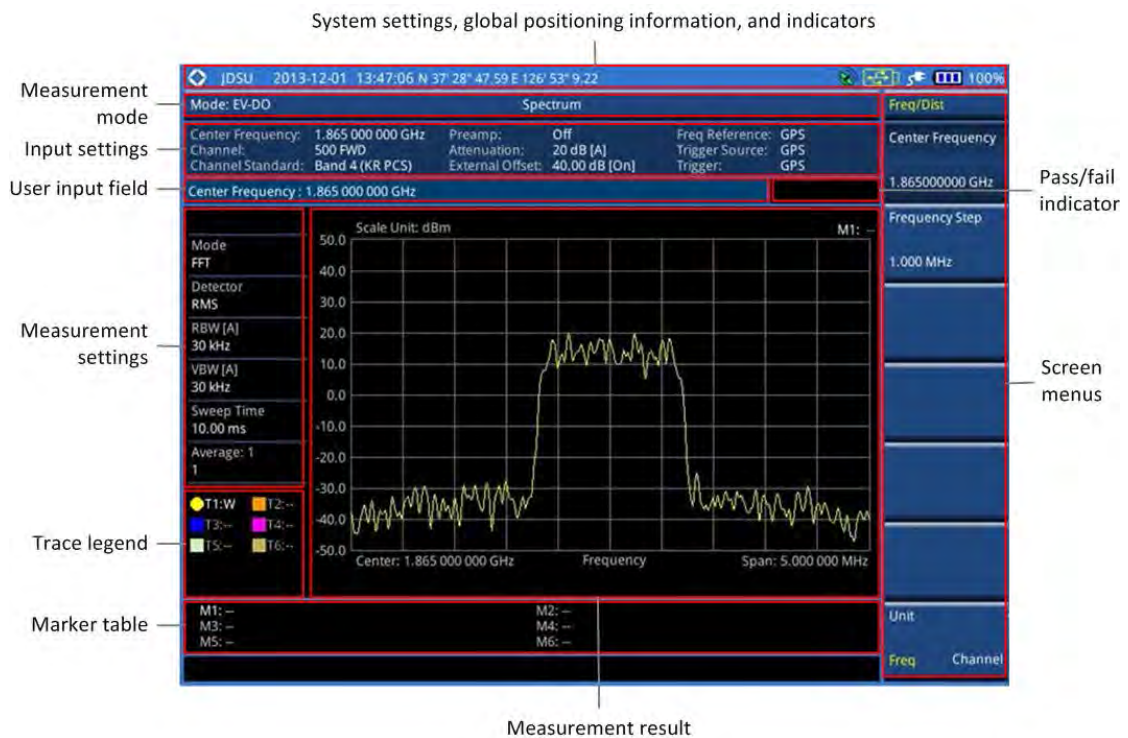 System settings, global positioning information, and indicators
JDSU 2013-12-01 13:47:06 N 37' 28" 47.59 E 126' 53" 9.22 100%
Measurement mode
Mode: EV-DO Spectrum
Freq/Dist
Input settings
Center Frequency: 1.865 000 000 GHz Preamp: Off Freq Reference: GPS
Channel: 500 FWD Attenuation: 20 dB [A] Trigger Source: GPS
Channel Standard: Band 4 (KR PCS) External Offset: 40.00 dB [On] Trigger: GPS
Center Frequency
1.865000000 GHz
User input field
Center Frequency : 1.865 000 000 GHz
Pass/fail indicator
Frequency Step
1.000 MHz
Measurement settings
Mode
FFT
Detector
RMS
RBW [A]
30 kHz
VBW [A]
30 kHz
Sweep Time
10.00 ms
Average: 1
1
Scale Unit: dBm M1: --
50.0
40.0
30.0
20.0
10.0
0.0
-10.0
-20.0
-30.0
-40.0
-50.0
Center: 1.865 000 000 GHz Frequency Span: 5.000 000 MHz
Screen menus
Trace legend
T1:W T2:--
T3:-- T4:--
T5:-- T6:--
Marker table
M1: -- M2: --
M3: -- M4: --
M5: -- M6: --
Unit
Freq Channel
Measurement result